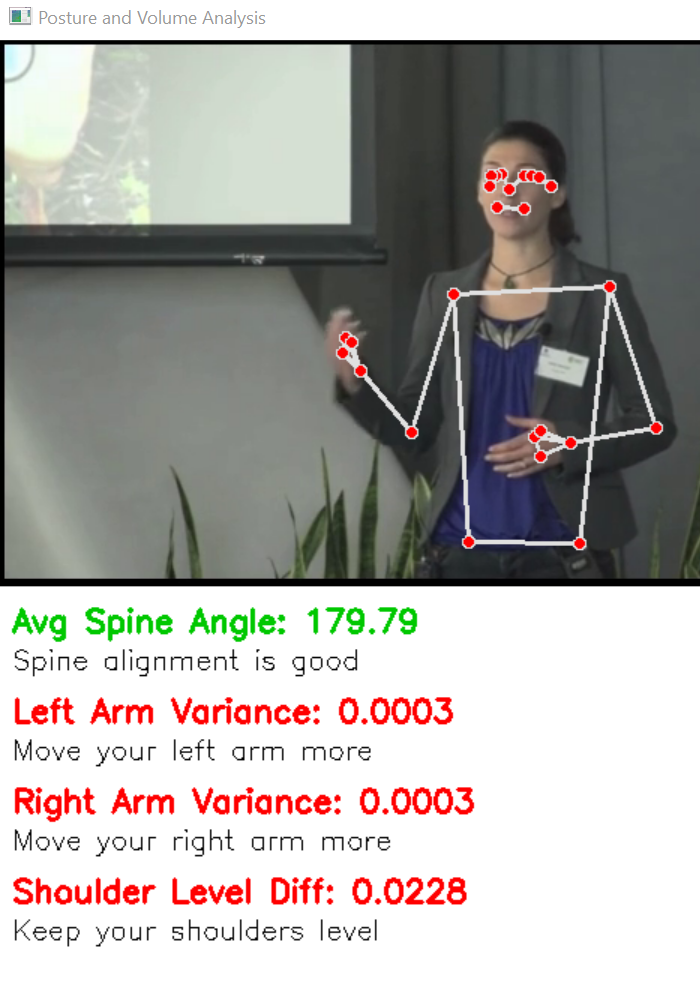 Posture and Volume Analysis
Avg Spine Angle: 179.79
Spine alignment is good
Left Arm Variance: 0.0003
Move your left arm more
Right Arm Variance: 0.0003
Move your right arm more
Shoulder Level Diff: 0.0228
Keep your shoulders level